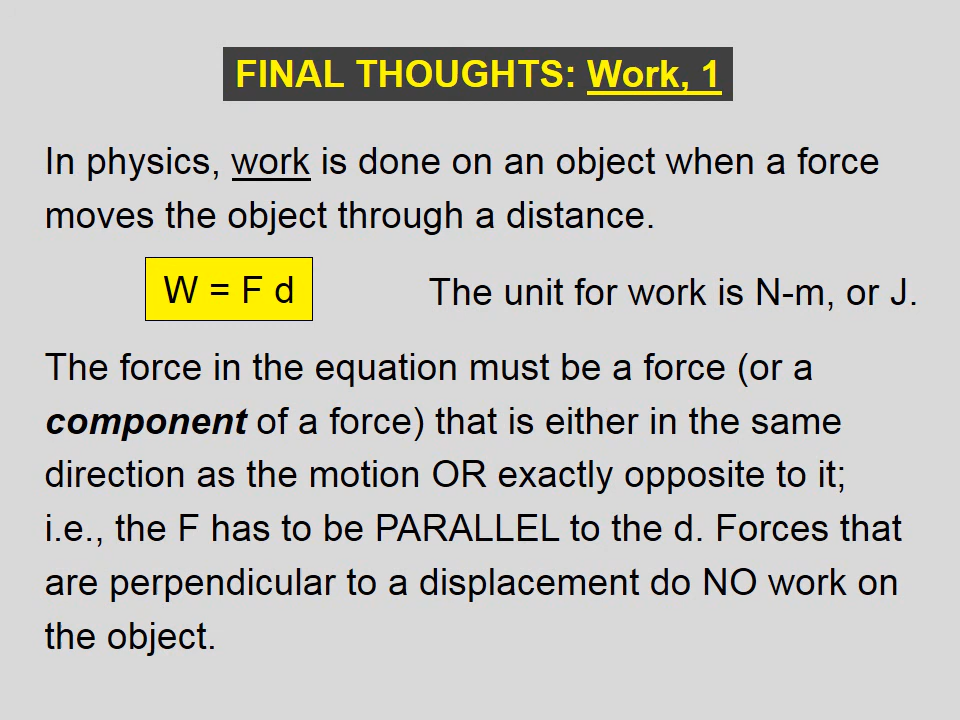 FINAL THOUGHTS: Work, 1
In physics, work is done on an object when a force
moves the object through a distance.
W = F d
The unit for work is N-m, or J.
The force in the equation must be a force (or a
component of a force) that is either in the same
direction as the motion OR exactly opposite to it;
i.e., the F has to be PARALLEL to the d. Forces that
are perpendicular to a displacement do NO work on
the object.